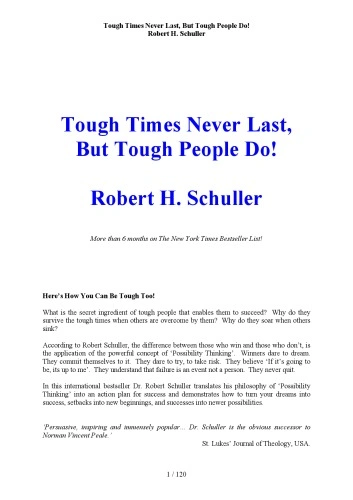 Tough Times Never Last, But Tough People Do!
Robert H. Schuller
Tough Times Never Last,
But Tough People Do!
Robert H. Schuller
More than 6 months on The New York Times Bestseller List!
Here's How You Can Be Tough Too!
What is the secret ingredient of tough people that enables them to succeed? Why do they
survive the tough times when others are overcome by them? Why do they soar when others
sink?
According to Robert Schuller, the difference between those who win and those who don't, is
the application of the powerful concept of 'Possibility Thinking'. Winners dare to dream.
They commit themselves to it. They dare to try, to take risk. They believe 'If it's going to
be, its up to me'. They understand that failure is an event not a person. They never quit.
In this international bestseller Dr. Robert Schuller translates his philosophy of 'Possibility
Thinking' into an action plan for success and demonstrates how to turn your dreams into
success, setbacks into new beginnings, and successes into newer possibilities.
'Persuasive, inspiring and immensely popular... Dr. Schuller is the obvious successor to
Norman Vincent Peale.'
St. Lukes' Journal of Theology, USA.
1 / 120